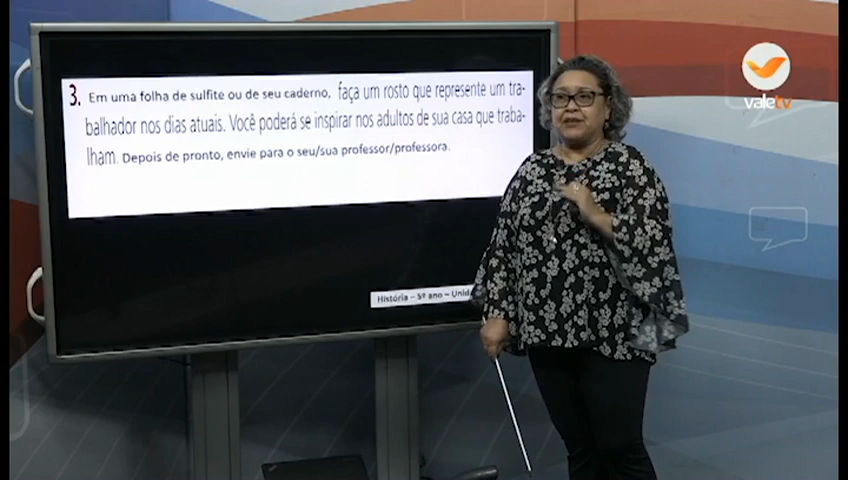 3. Em uma folha de sulfite ou de seu caderno, faça um rosto que represente um tra-
balhador nos dias atuais. Você poderá se inspirar nos adultos de sua casa que traba-
lham. Depois de pronto, envie para o seu/sua professor/professora.
História – 5º ano – Unid
valetv